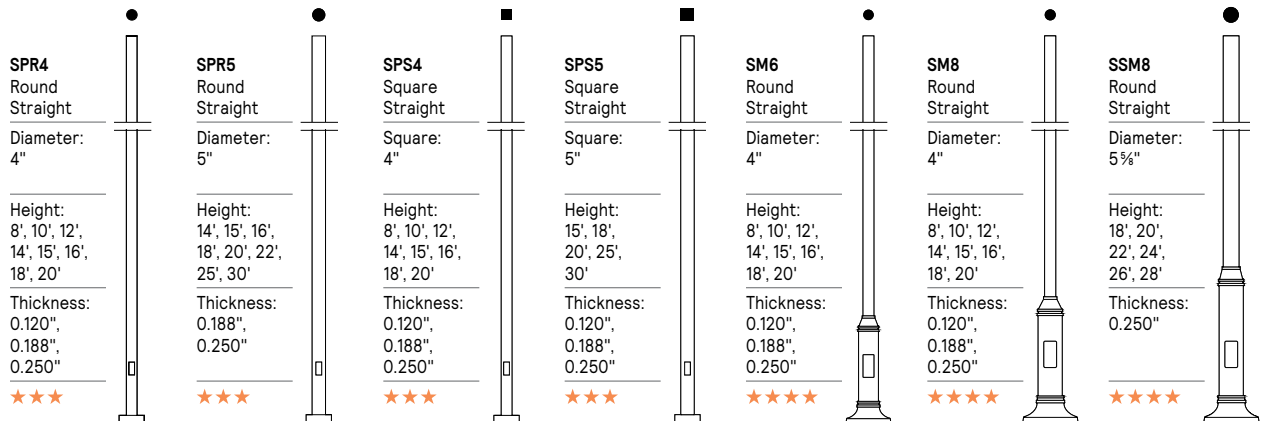 SPR4
Round
Straight
Diameter:
4"
Height:
8', 10', 12',
14', 15', 16',
18', 20'
Thickness:
0.120",
0.188",
0.250"
SPR5
Round
Straight
Diameter:
5"
Height:
14', 15', 16',
18', 20', 22',
25', 30'
Thickness:
0.188",
0.250"
SPS4
Square
Straight
Square:
4"
Height:
8', 10', 12',
14', 15', 16',
18', 20'
Thickness:
0.120",
0.188",
0.250"
SPS5
Square
Straight
Square:
5"
Height:
15', 18',
20', 25',
30'
Thickness:
0.120",
0.188",
0.250"
SM6
Round
Straight
Diameter:
4"
Height:
8', 10', 12',
14', 15', 16',
18', 20'
Thickness:
0.120",
0.188",
0.250"
SM8
Round
Straight
Diameter:
4"
Height:
8', 10', 12',
14', 15', 16',
18', 20'
Thickness:
0.120",
0.188",
0.250"
SSM8
Round
Straight
Diameter:
5⅝"
Height:
18', 20',
22', 24',
26', 28'
Thickness:
0.250"